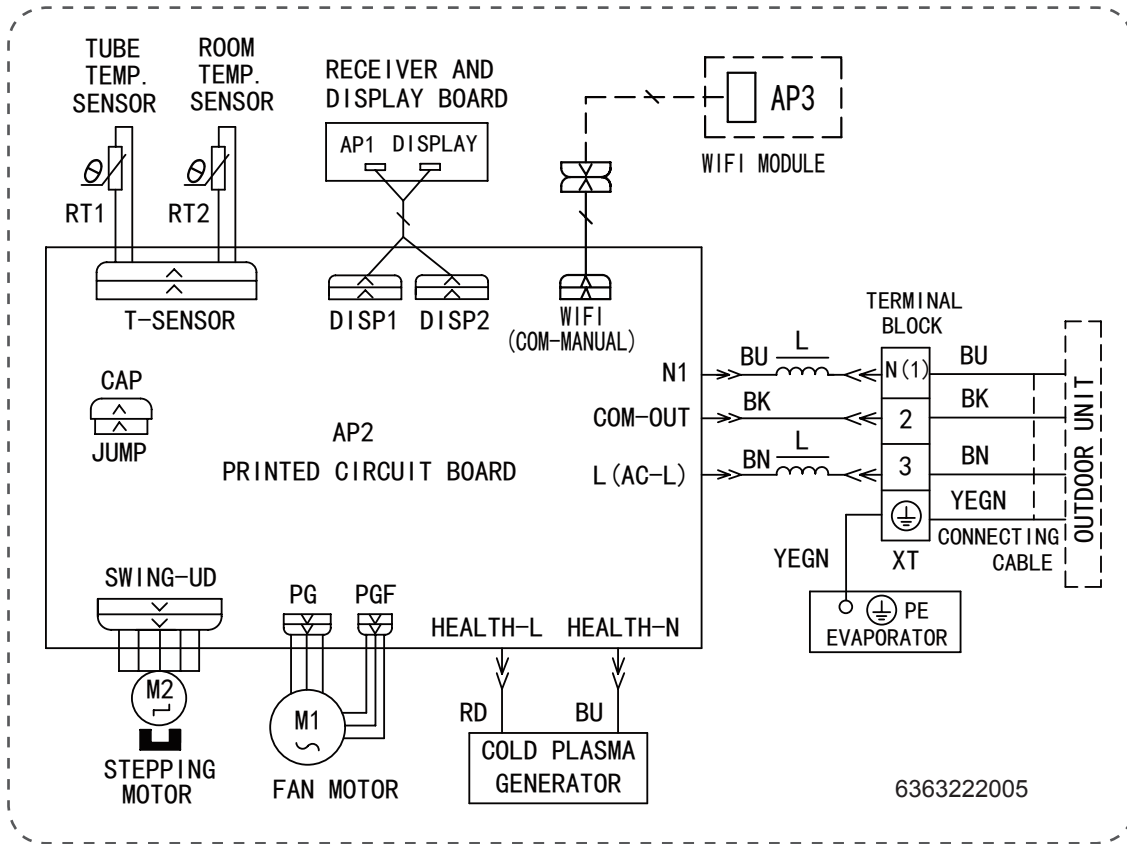 TUBE
TEMP.
SENSOR
ROOM
TEMP.
SENSOR
RECEIVER AND
DISPLAY BOARD
AP1 DISPLAY
AP3
WIFI MODULE
θ
RT1
θ
RT2
T-SENSOR
DISP1
DISP2
WIFI
(COM-MANUAL)
TERMINAL
BLOCK
N1
BU
L
N(1)
BU
COM-OUT
BK
2
BK
L(AC-L)
BN
L
3
BN
YEGN
CONNECTING
CABLE
OUTDOOR UNIT
XT
YEGN
PE
EVAPORATOR
CAP
JUMP
AP2
PRINTED CIRCUIT BOARD
SWING-UD
PG
PGF
HEALTH-L
HEALTH-N
M2
STEPPING
MOTOR
M1
FAN MOTOR
RD
BU
COLD PLASMA
GENERATOR
6363222005